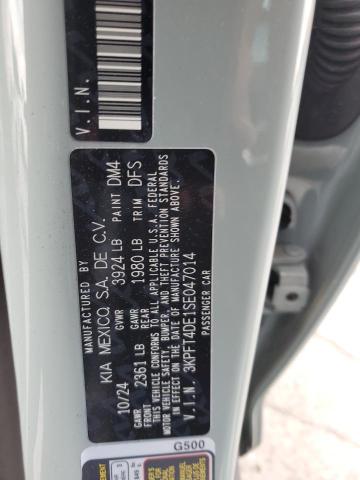 V.I.N.
MANUFACTURED BY
KIA MEXICO, S.A. DE C.V.
10/24 GVWR 3924 LB PAINT DM4
GAWR FRONT 2361 LB GAWR REAR 1980 LB TRIM DFS
THIS VEHICLE CONFORMS TO ALL APPLICABLE U.S.A. FEDERAL
MOTOR VEHICLE SAFETY, BUMPER AND THEFT PREVENTION STANDARDS
IN EFFECT ON THE DATE OF MANUFACTURE SHOWN ABOVE.
V.I.N. 3KPFT4DE1SE047014
PASSENGER CAR
G500